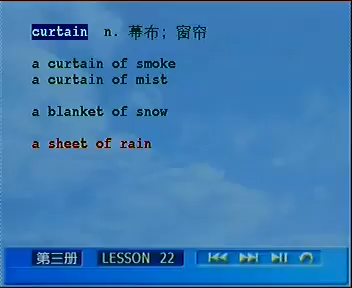 curtain n. 幕布; 窗帘
a curtain of smoke
a curtain of mist
a blanket of snow
a sheet of rain
第三册 LESSON 22